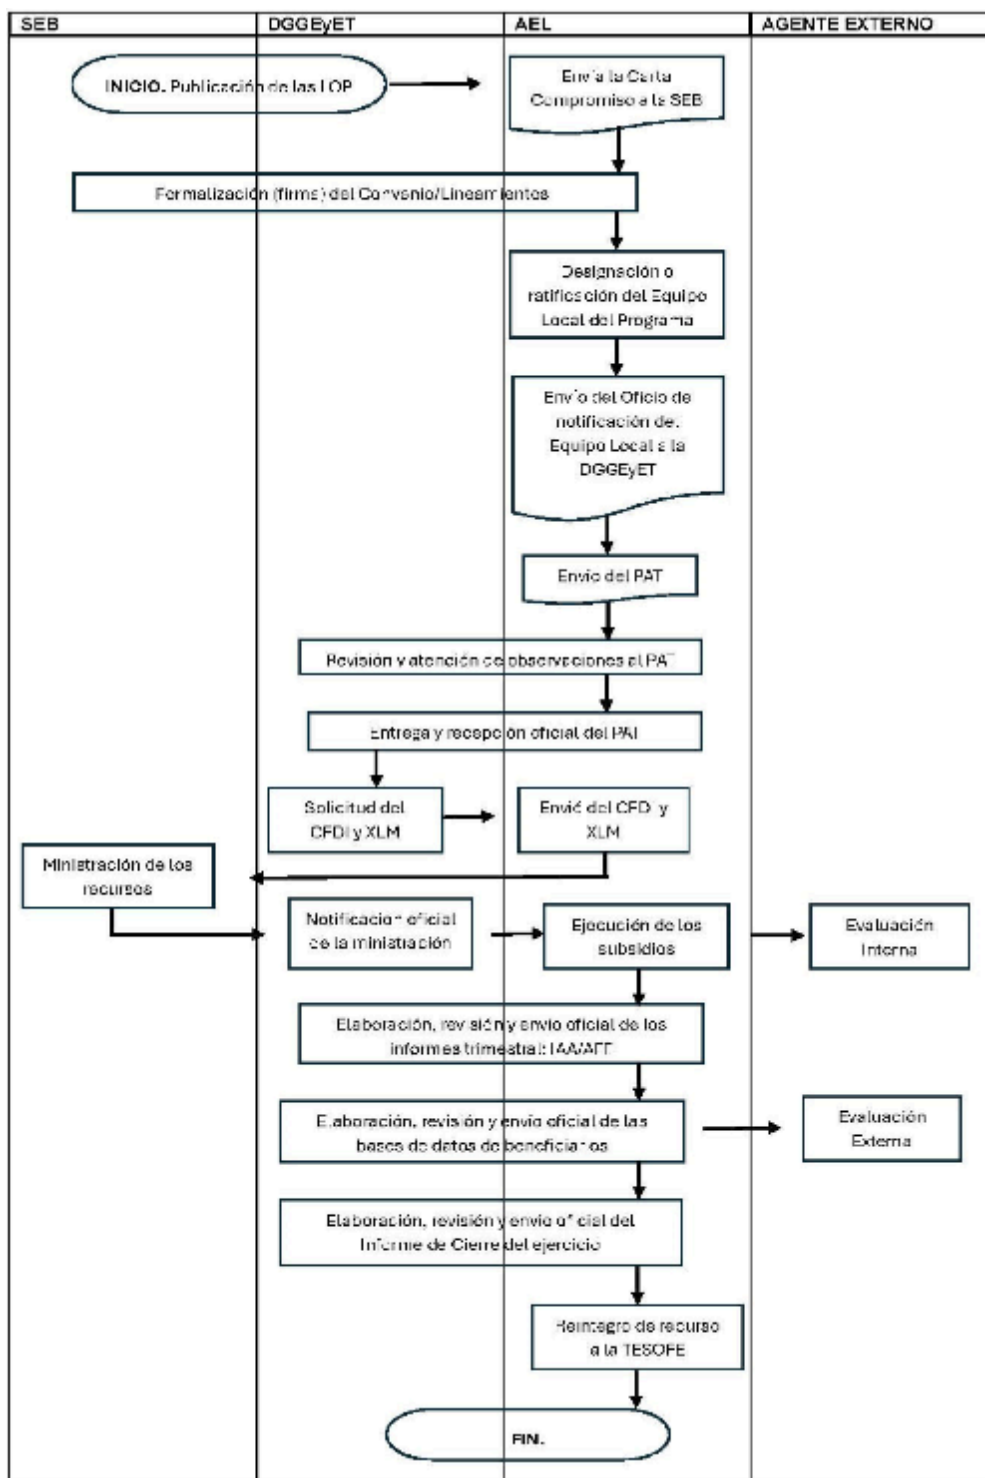 SEB DGGEyET AEL AGENTE EXTERNO
INICIO. Publicación de las LOP
Envía la Carta
Compromiso a la SEB
Formalización (firma) del Convenio/Lineamientos
Designación o
ratificación del Equipo
Local del Programa
Envío del Oficio de
notificación del
Equipo Local a la
DGGEyET
Envío del PAT
Revisión y atención de observaciones al PAT
Entrega y recepción oficial del PAT
Solicitud del
CFDI y XLM
Envió del CFDI y
XLM
Ministración de los
recursos
Notificación oficial
de la ministración
Ejecución de los
subsidios
Evaluación
Interna
Elaboración, revisión y envío oficial de los
informes trimestral:
Elaboración, revisión y envío oficial de las
bases de datos de beneficiarios
Evaluación
Externa
Elaboración, revisión y envío oficial del
Informe de Cierre del ejercicio
Reintegro de recurso
a la TESOFE
FIN.